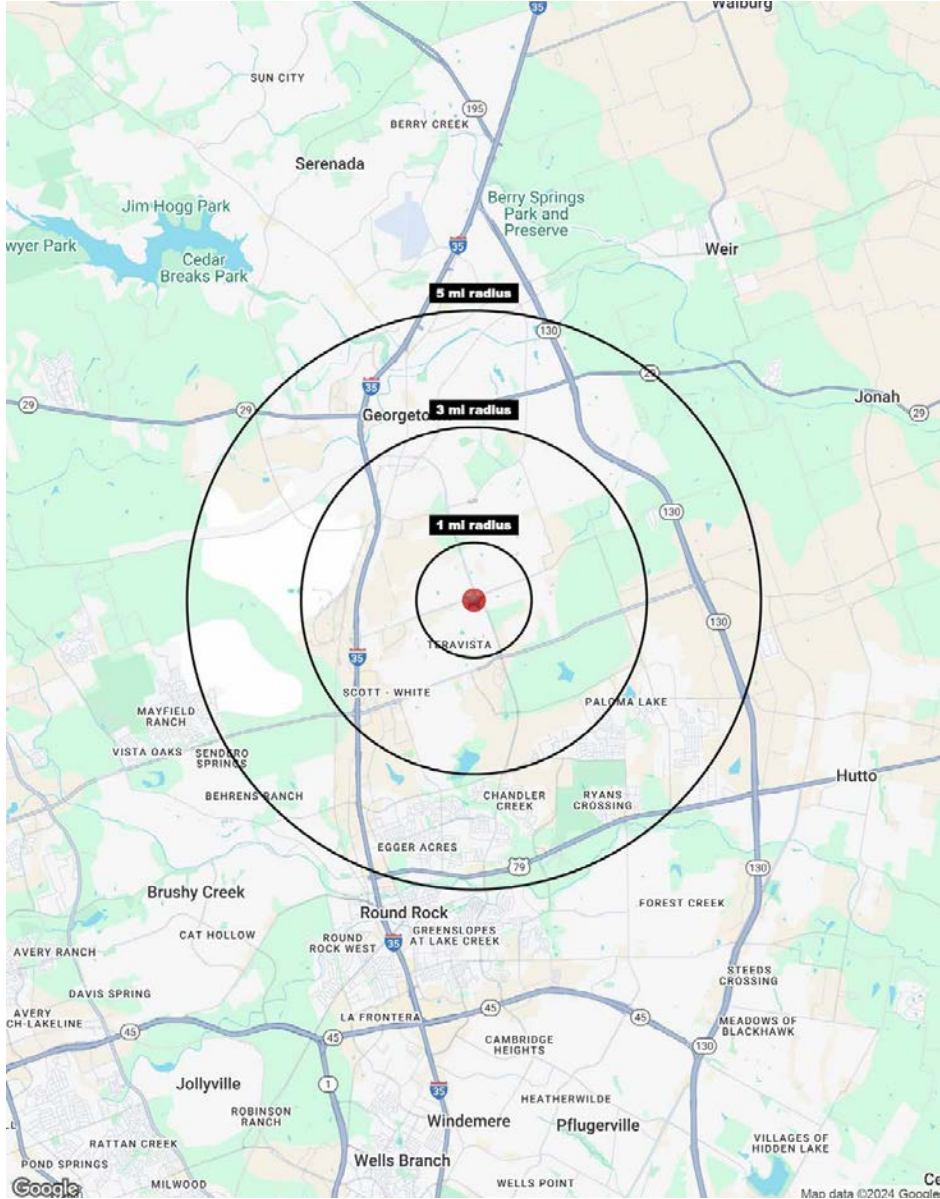 Walburg
35
SUN CITY
195
BERRY CREEK
Serenada
Jim Hogg Park
Berry Springs
Park and
Preserve
35
wyer Park
Cedar
Breaks Park
Weir
5 mi radius
130
35
29
Jonah
29
29
29
Georgeto
3 mi radius
130
1 mi radius
130
TERAVISTA
35
SCOTT - WHITE
PALOMA LAKE
MAYFIELD
RANCH
VISTA OAKS
SENDERO
SPRINGS
Hutto
BEHRENS RANCH
CHANDLER
CREEK
RYANS
CROSSING
EGGER ACRES
79
130
Brushy Creek
FOREST CREEK
Round Rock
CAT HOLLOW
ROUND
ROCK WEST
GREENSLOPES
AT LAKE CREEK
35
AVERY RANCH
STEEDS
CROSSING
DAVIS SPRING
45
AVERY
CH-LAKELINE
LA FRONTERA
45
MEADOWS OF
BLACKHAWK
45
45
CAMBRIDGE
HEIGHTS
130
Jollyville
1
35
HEATHERWILDE
ROBINSON
RANCH
Windemere
Pflugerville
RATTAN CREEK
VILLAGES OF
HIDDEN LAKE
POND SPRINGS
Wells Branch
MILWOOD
WELLS POINT
Co
Google
Map data ©2024 Google